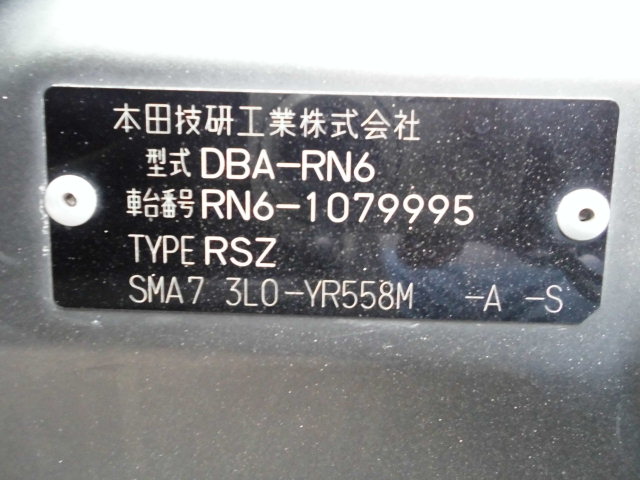 本田技研工業株式会社
型式 DBA-RN6
車台番号 RN6-1079995
TYPE RSZ
SMA7 3L0-YR558M -A -S